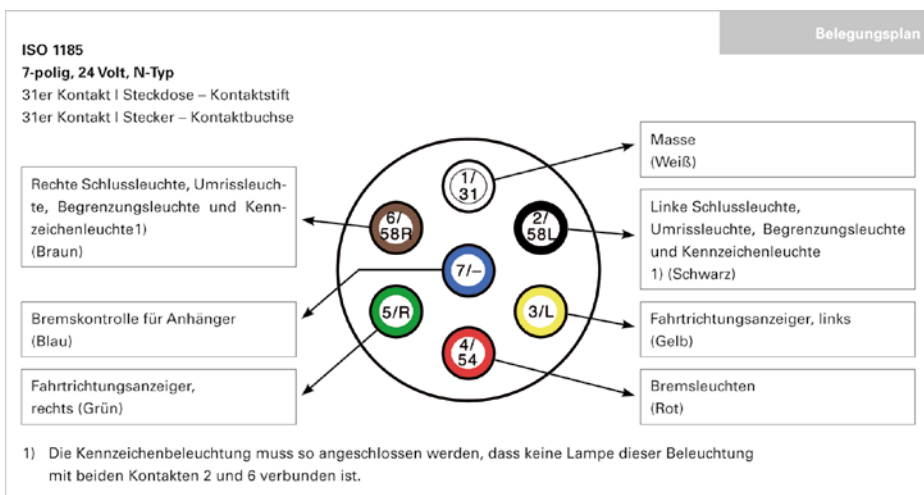 Belegungsplan
ISO 1185
7-polig, 24 Volt, N-Typ
31er Kontakt I Steckdose – Kontaktstift
31er Kontakt I Stecker – Kontaktbuchse
Rechte Schlussleuchte, Umrissleuch-
te, Begrenzungsleuchte und Kenn-
zeichenleuchte1)
(Braun)
Bremskontrolle für Anhänger
(Blau)
Fahrtrichtungsanzeiger,
rechts (Grün)
1/
31
6/
58R
2/
58L
7/–
5/R
3/L
4/
54
Masse
(Weiß)
Linke Schlussleuchte,
Umrissleuchte, Begrenzungsleuchte
und Kennzeichenleuchte
1) (Schwarz)
Fahrtrichtungsanzeiger, links
(Gelb)
Bremsleuchten
(Rot)
1) Die Kennzeichenbeleuchtung muss so angeschlossen werden, dass keine Lampe dieser Beleuchtung
mit beiden Kontakten 2 und 6 verbunden ist.